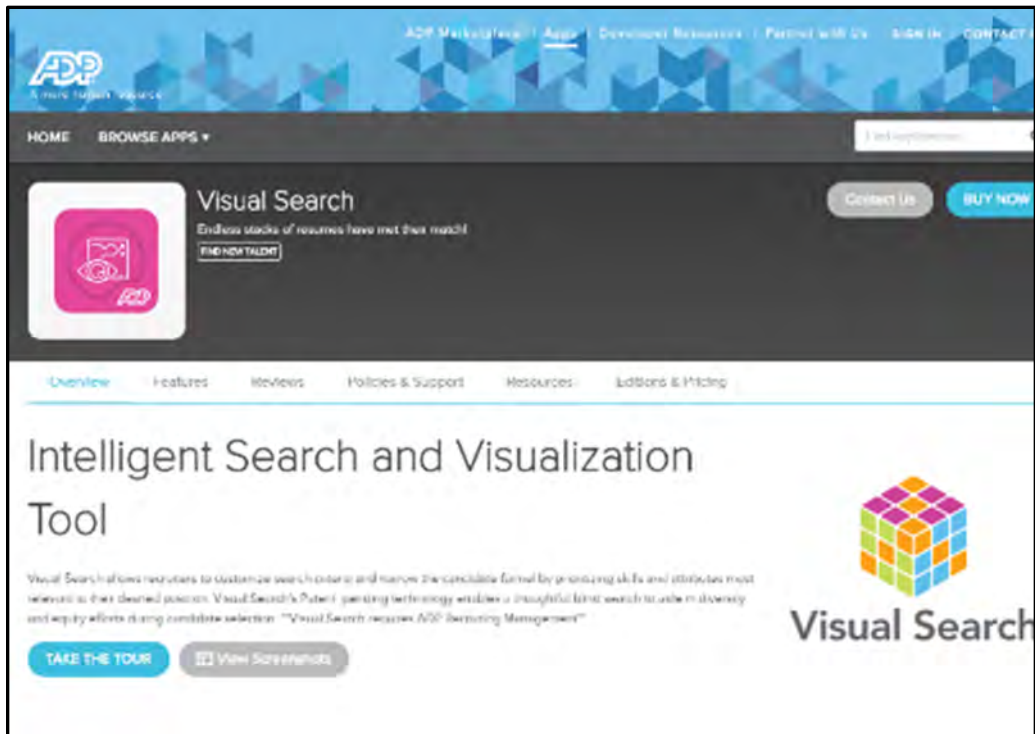 ADP Marketplace | Apps | Developer Resources | Partner with Us SIGN IN CONTACT
ADP
A more human resource
HOME BROWSE APPS ▾
Visual Search
Endless stacks of resumes have met their match!
FIND NEW TALENT
Contact Us BUY NOW
ADP
Overview Features Reviews Policies & Support Resources Editions & Pricing
Intelligent Search and Visualization
Tool
Visual Search allows recruiters to customize search criteria and narrow the candidate funnel by prioritizing skills and attributes most
relevant to their desired position. Visual Search's Patent-pending technology enables a thoughtful blind search to aide in diversity
and equity efforts during candidate selection. **Visual Search requires ADP Recruiting Management**
TAKE THE TOUR View Screenshots
Visual Search